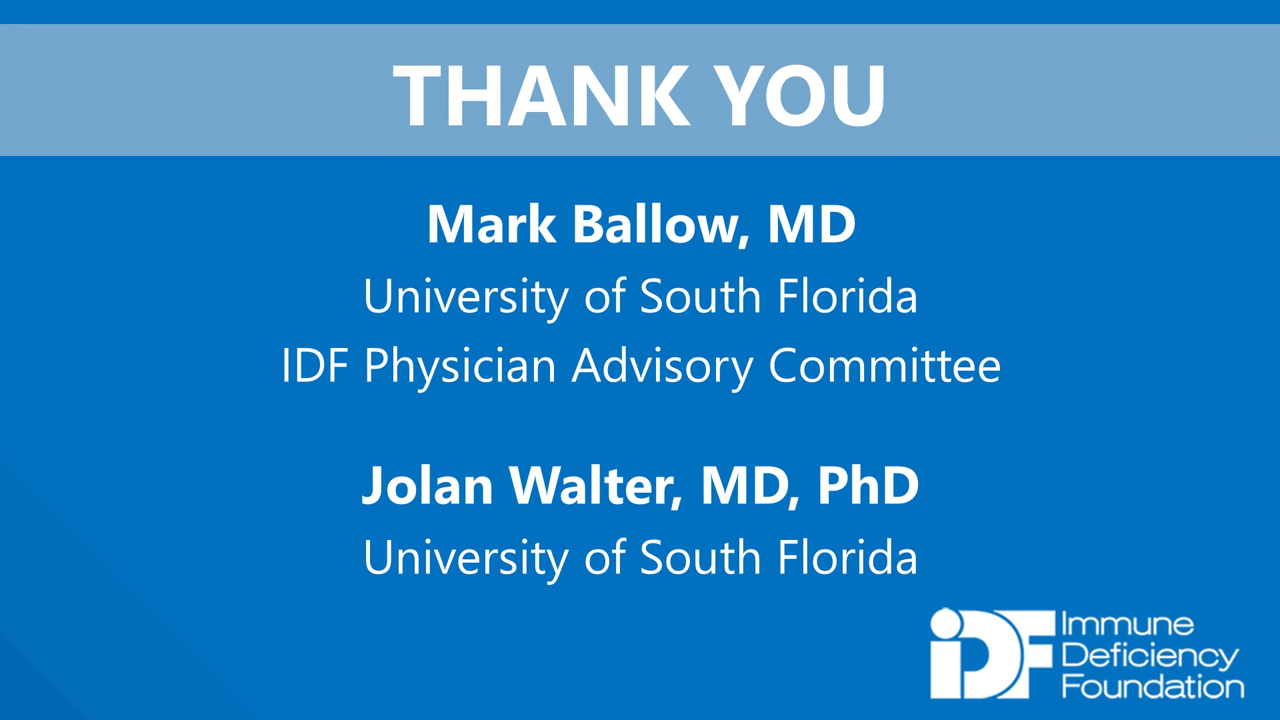 THANK YOU
Mark Ballow, MD
University of South Florida
IDF Physician Advisory Committee
Jolan Walter, MD, PhD
University of South Florida
iDF Immune
Deficiency
Foundation